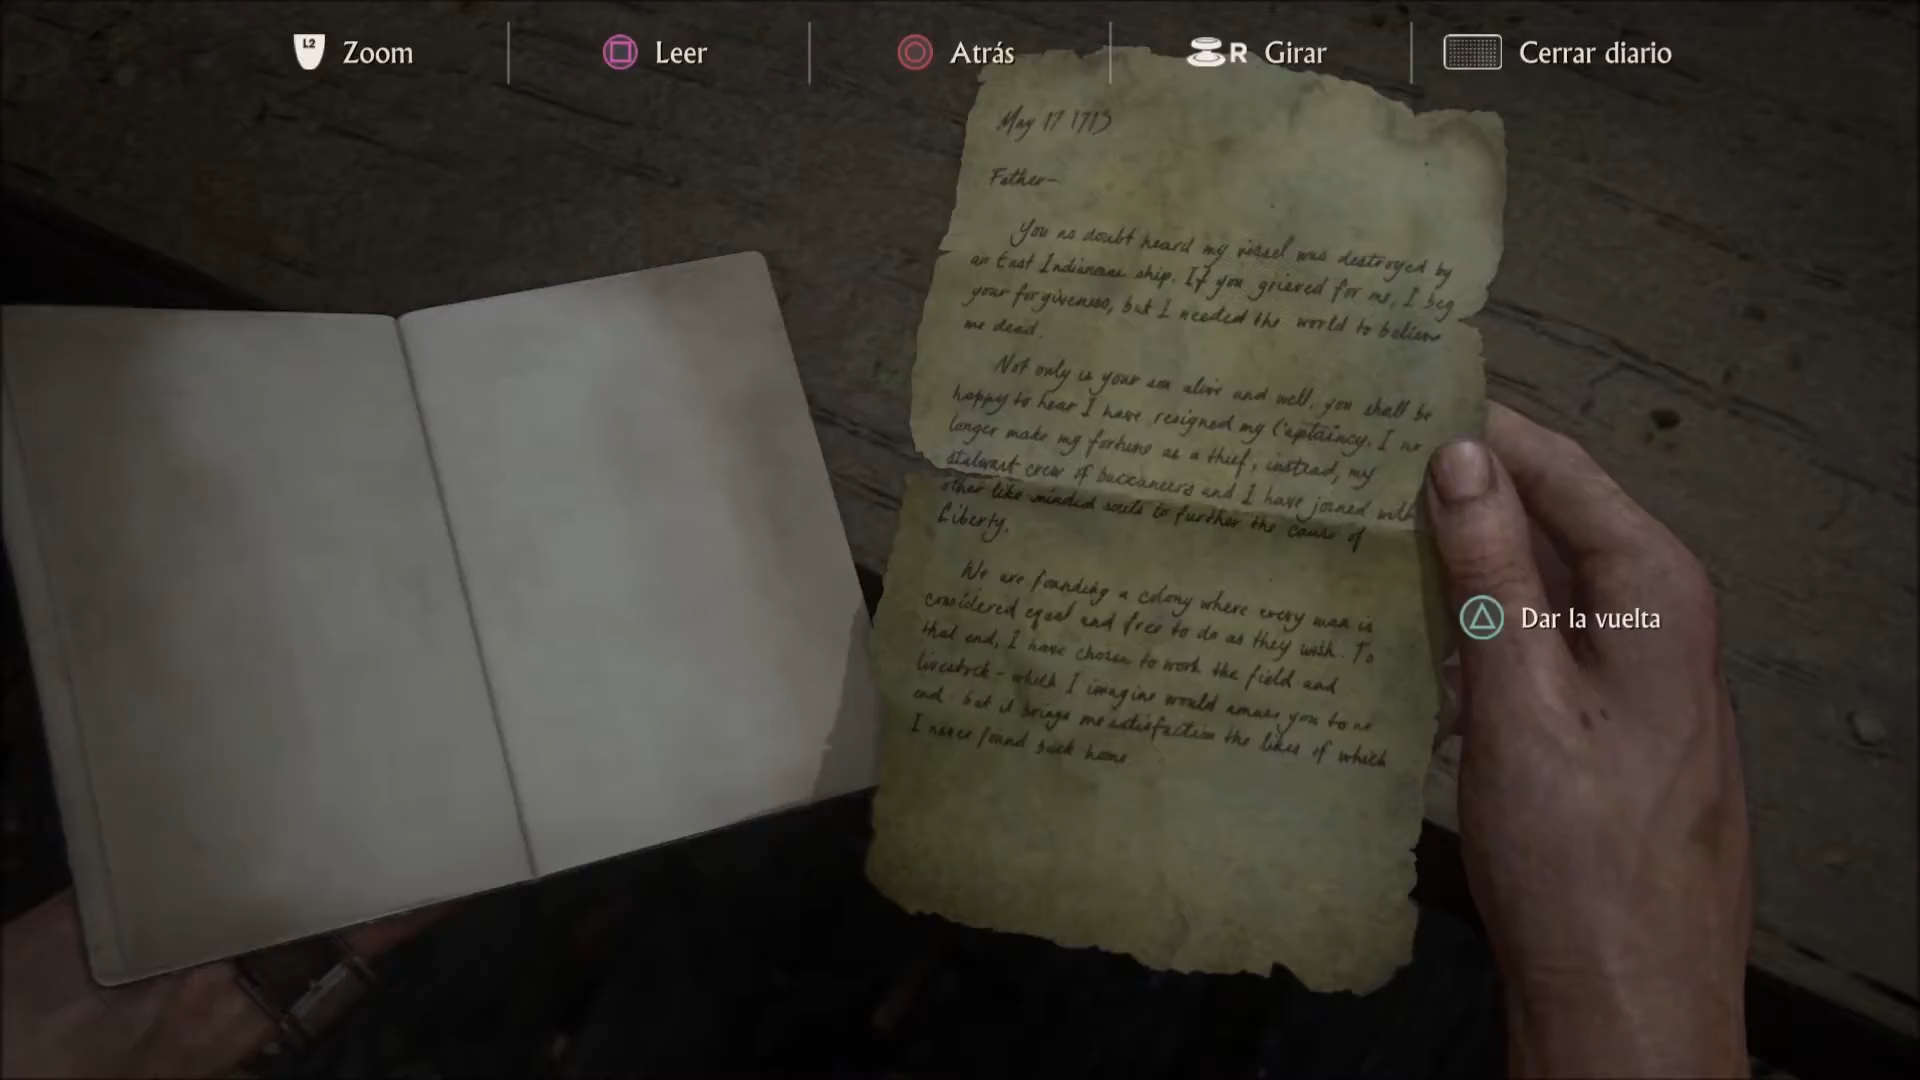 L2 Zoom
Leer
Atrás
R Girar
Cerrar diario
May 17 1713
Father-
You no doubt heard my vessel was destroyed by
an East Indiaman ship. If you grieved for me, I beg
your forgiveness, but I needed the world to believe
me dead.
Not only is your son alive and well, you shall be
happy to hear I have resigned my Captaincy. I no
longer make my fortune as a thief, instead, my
stalwart crew of buccaneers and I have joined with
other like minded souls to further the cause of
Liberty.
We are founding a colony where every man is
considered equal and free to do as they wish. To
that end, I have chosen to work the field and
livestock - which I imagine would amuse you to no
end - but it brings me satisfaction the likes of which
I never found back home
Dar la vuelta